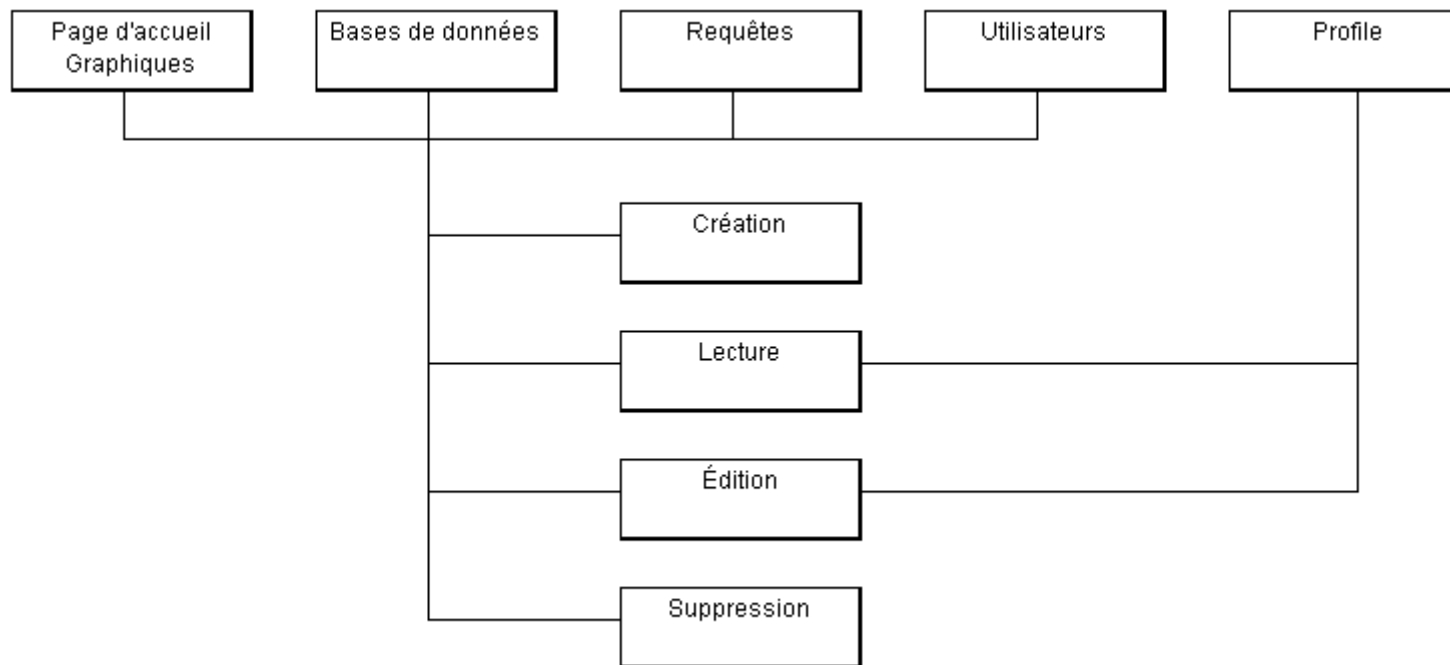 Page d'accueil
Graphiques
Bases de données
Requêtes
Utilisateurs
Profile
Création
Lecture
Édition
Suppression